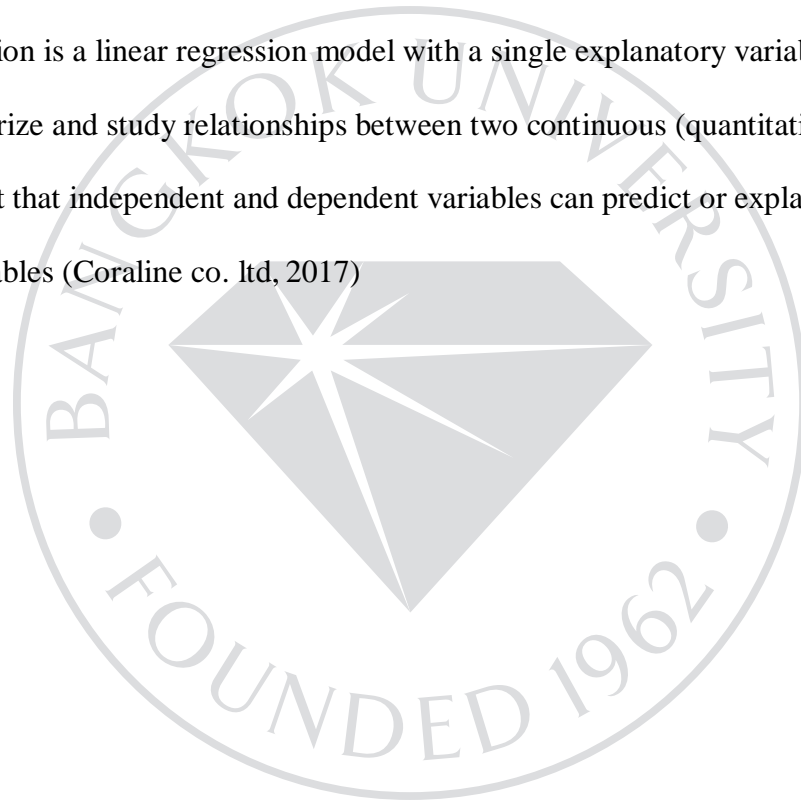 ion is a linear regression model with a single explanatory variab
rize and study relationships between two continuous (quantitati
t that independent and dependent variables can predict or expla
ables (Coraline co. ltd, 2017)
BANGKOK UNIVERSITY
FOUNDED 1962